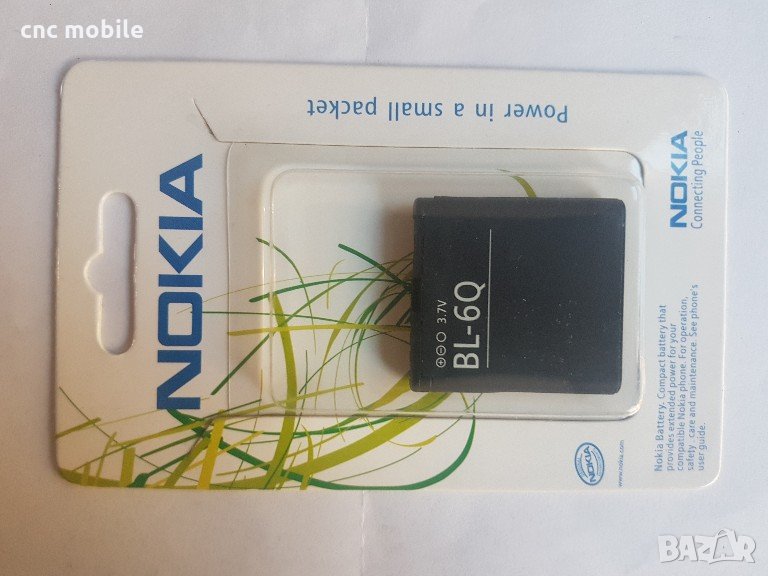 cnc mobile
Power in a small packet
NOKIA
⊕⊖○ 3.7V
BL-6Q
NOKIA
Connecting People
Nokia Battery. Compact battery that
provides extended power for your
compatible Nokia phone. For operation,
safety care and maintenance. See phone's
user guide.
NOKIA
www.nokia.com
BAZAR